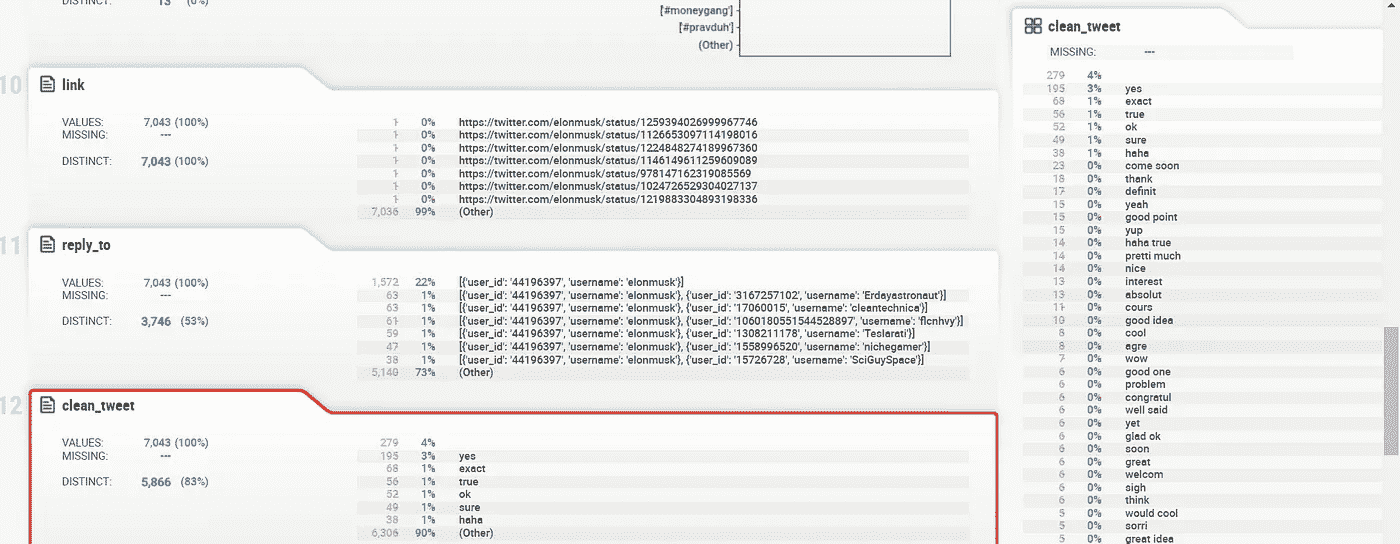 DISTINCT: 13 (0%)
['#moneygang']
['#pravduh']
(Other)
10 link
VALUES: 7,043 (100%)
MISSING: ---
DISTINCT: 7,043 (100%)
1 0% https://twitter.com/elonmusk/status/1259394026999967746
1 0% https://twitter.com/elonmusk/status/1126653097114198016
1 0% https://twitter.com/elonmusk/status/1224848274189967360
1 0% https://twitter.com/elonmusk/status/1146149611259609089
1 0% https://twitter.com/elonmusk/status/978147162319085569
1 0% https://twitter.com/elonmusk/status/1024726529304027137
1 0% https://twitter.com/elonmusk/status/1219883304893198336
7,036 99% (Other)
11 reply_to
VALUES: 7,043 (100%)
MISSING: ---
DISTINCT: 3,746 (53%)
1,572 22% [{'user_id': '44196397', 'username': 'elonmusk'}]
63 1% [{'user_id': '44196397', 'username': 'elonmusk'}, {'user_id': '3167257102', 'username': 'Erdayastronaut'}]
63 1% [{'user_id': '44196397', 'username': 'elonmusk'}, {'user_id': '17060015', 'username': 'cleantechnica'}]
61 1% [{'user_id': '44196397', 'username': 'elonmusk'}, {'user_id': '1060180551544528897', 'username': 'flcnhvy'}]
59 1% [{'user_id': '44196397', 'username': 'elonmusk'}, {'user_id': '1308211178', 'username': 'Teslarati'}]
47 1% [{'user_id': '44196397', 'username': 'elonmusk'}, {'user_id': '1558996520', 'username': 'nichegamer'}]
38 1% [{'user_id': '44196397', 'username': 'elonmusk'}, {'user_id': '15726728', 'username': 'SciGuySpace'}]
5,140 73% (Other)
12 clean_tweet
VALUES: 7,043 (100%)
MISSING: ---
DISTINCT: 5,866 (83%)
279 4%
195 3% yes
68 1% exact
56 1% true
52 1% ok
49 1% sure
38 1% haha
6,306 90% (Other)
clean_tweet
MISSING: ---
279 4%
195 3% yes
68 1% exact
56 1% true
52 1% ok
49 1% sure
38 1% haha
23 0% come soon
18 0% thank
17 0% definit
15 0% yeah
15 0% good point
15 0% yup
14 0% haha true
14 0% pretti much
14 0% nice
13 0% interest
13 0% absolut
11 0% cours
10 0% good idea
8 0% cool
8 0% agre
7 0% wow
6 0% good one
6 0% problem
6 0% congratul
6 0% well said
6 0% yet
6 0% glad ok
6 0% soon
6 0% great
6 0% welcom
6 0% sigh
6 0% think
5 0% would cool
5 0% sorri
5 0% great idea